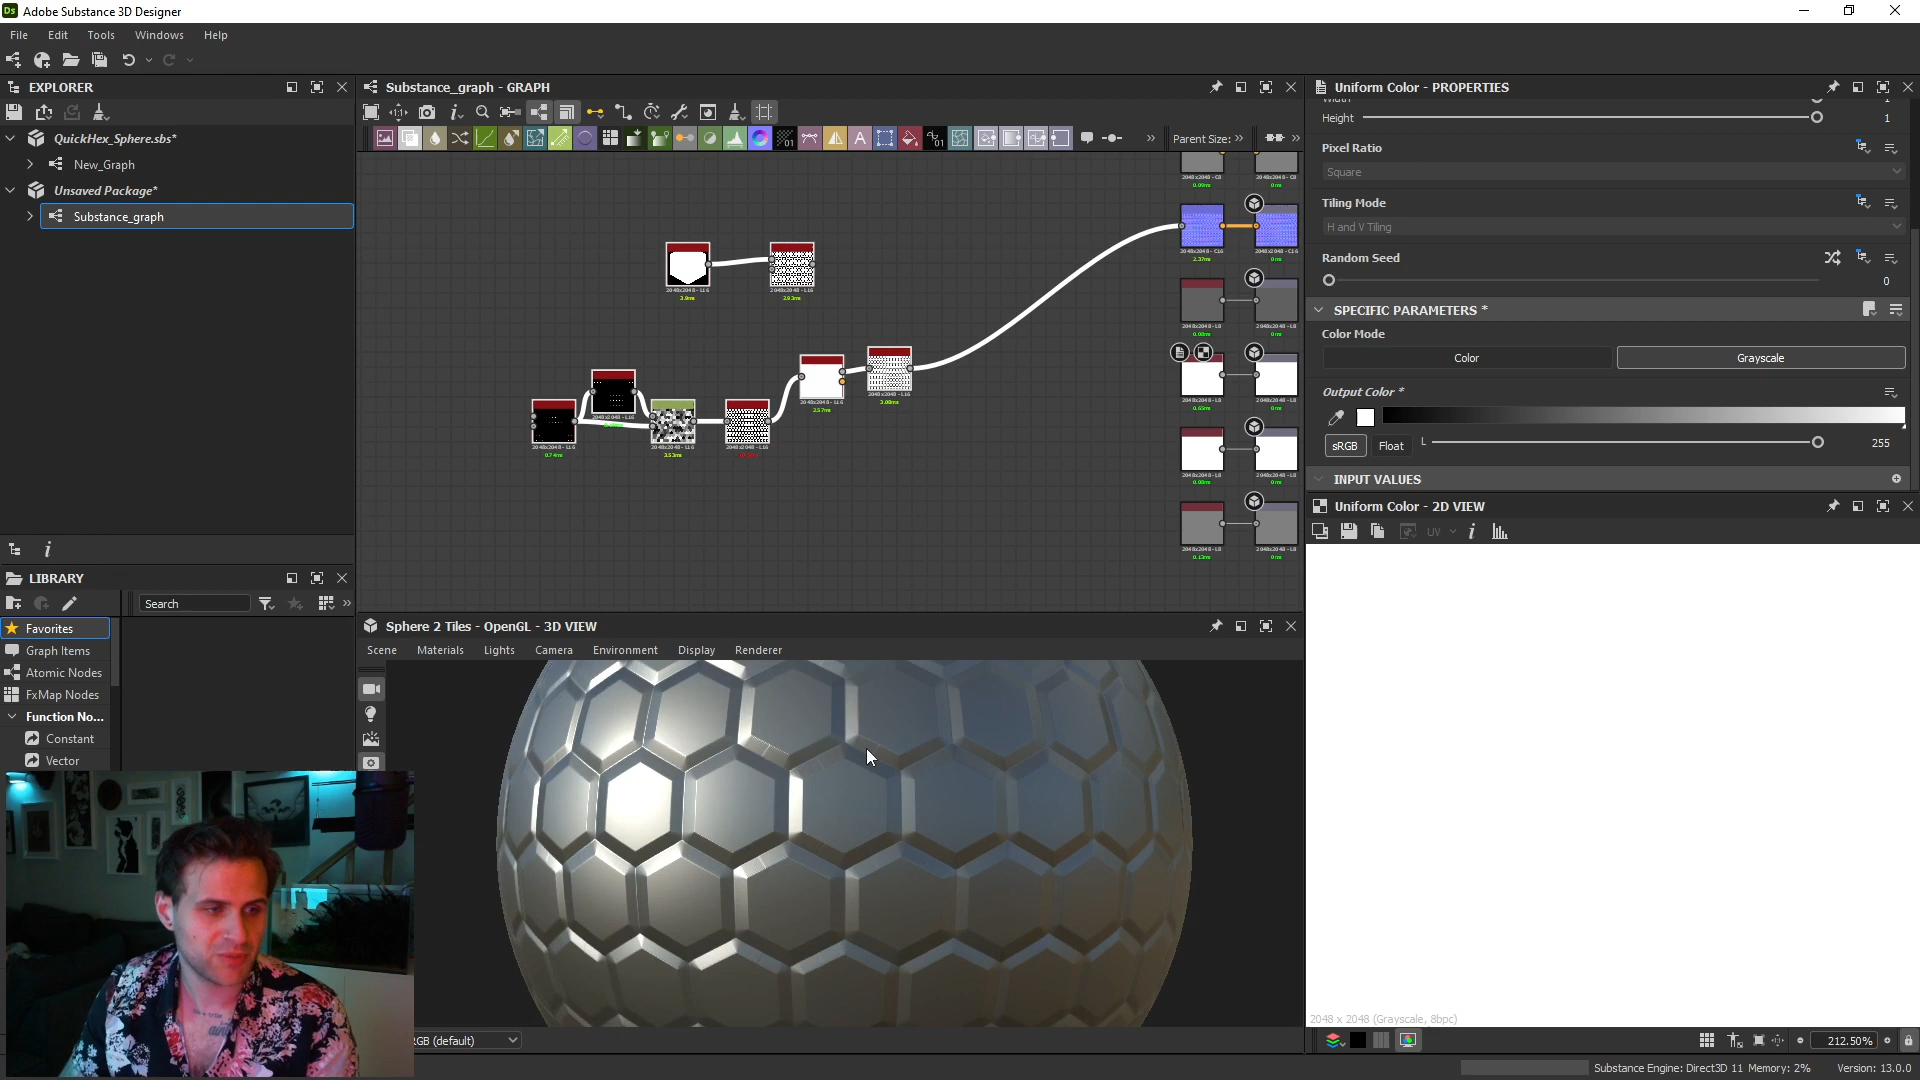 Adobe Substance 3D Designer
File Edit Tools Windows Help
EXPLORER
QuickHex_Sphere.sbs*
New_Graph
Unsaved Package*
Substance_graph
LIBRARY
Search
Favorites
Graph Items
Atomic Nodes
FxMap Nodes
Function No...
Constant
Vector
Substance_graph - GRAPH
Parent Size:
Sphere 2 Tiles - OpenGL - 3D VIEW
Scene Materials Lights Camera Environment Display Renderer
RGB (default)
Uniform Color - PROPERTIES
Height 1
Pixel Ratio
Square
Tiling Mode
H and V Tiling
Random Seed
0
SPECIFIC PARAMETERS *
Color Mode
Color Grayscale
Output Color *
sRGB Float L 255
INPUT VALUES
Uniform Color - 2D VIEW
UV
2048 x 2048 (Grayscale, 8bpc)
212.50%
Substance Engine: Direct3D 11 Memory: 2% Version: 13.0.0